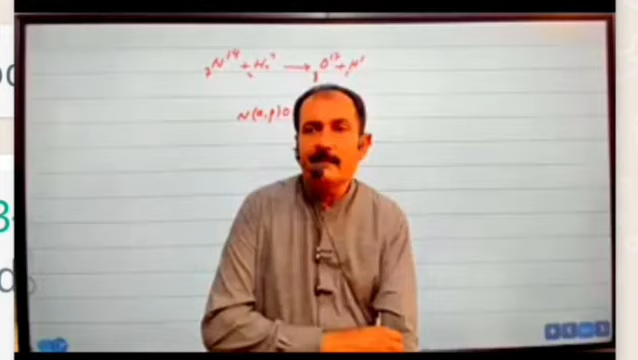 ₇N¹⁴ + ₂He⁴ ⟶ ₈O¹⁷ + ₁H¹
N(α,p)O